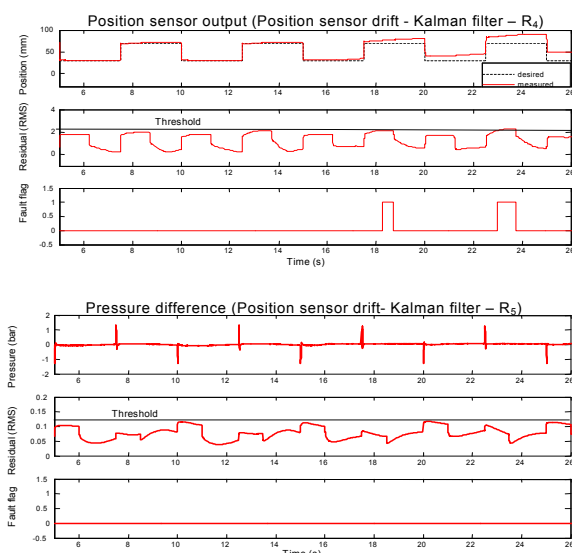 Position sensor output (Position sensor drift - Kalman filter – R4)
Position (mm)
100
50
0
desired
measured
6 8 10 12 14 16 18 20 22 24 26
Residual (RMS)
4
2
0
Threshold
6 8 10 12 14 16 18 20 22 24 26
Fault flag
1.5
1
0.5
0
-0.5
6 8 10 12 14 16 18 20 22 24 26
Time (s)
Pressure difference (Position sensor drift- Kalman filter – R5)
Pressure (bar)
2
1
0
-1
-2
6 8 10 12 14 16 18 20 22 24 26
Residual (RMS)
0.2
0.15
0.1
0.05
0
Threshold
6 8 10 12 14 16 18 20 22 24 26
Fault flag
1.5
1
0.5
0
-0.5
6 8 10 12 14 16 18 20 22 24 26
Time (s)